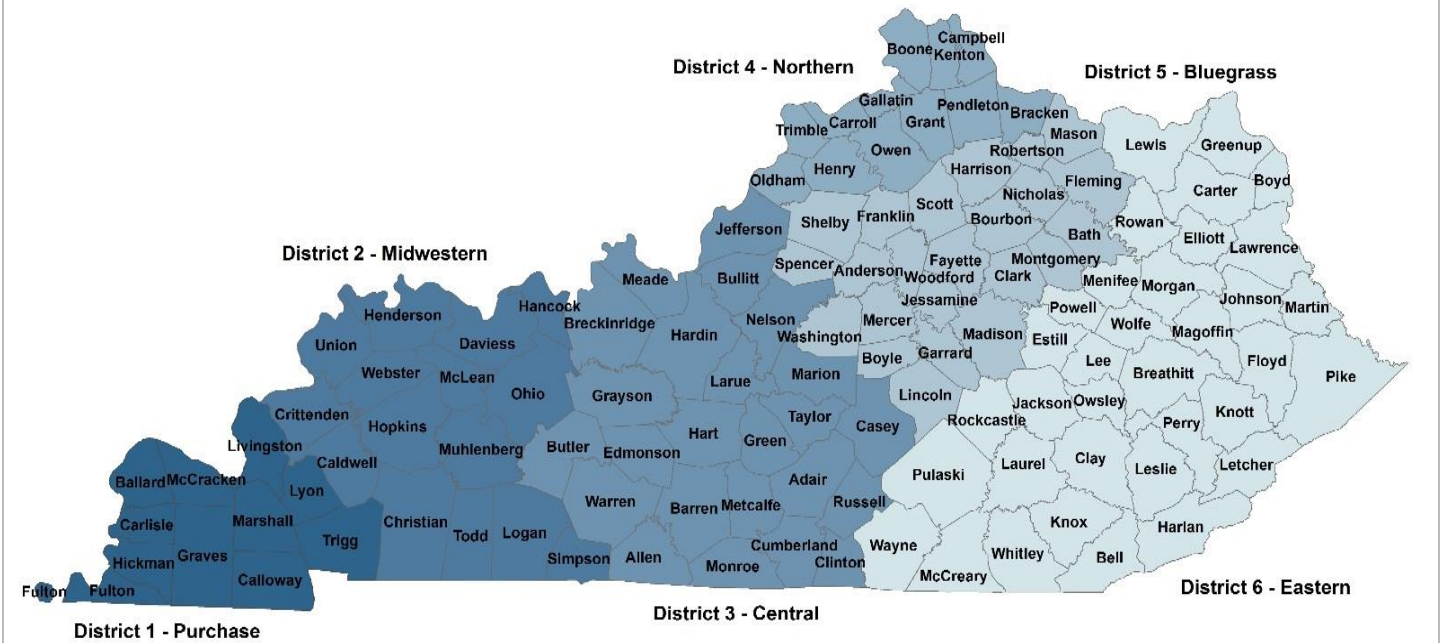 Campbell
Boone
Kenton
District 4 - Northern
District 5 - Bluegrass
Gallatin
Pendleton
Bracken
Trimble
Carroll
Grant
Mason
Lewis
Greenup
Owen
Robertson
Henry
Harrison
Oldham
Fleming
Boyd
Carter
Nicholas
Scott
Shelby
Franklin
Bourbon
Rowan
Jefferson
Bath
Elliott
Lawrence
District 2 - Midwestern
Spencer
Anderson
Fayette
Montgomery
Woodford
Clark
Meade
Bullitt
Menifee
Morgan
Jessamine
Johnson
Martin
Hancock
Powell
Henderson
Breckinridge
Nelson
Mercer
Wolfe
Magoffin
Hardin
Washington
Madison
Estill
Union
Daviess
Boyle
Garrard
Lee
Floyd
Webster
McLean
Larue
Marion
Breathitt
Pike
Ohio
Grayson
Lincoln
Jackson
Owsley
Crittenden
Taylor
Rockcastle
Knott
Hopkins
Hart
Green
Casey
Perry
Livingston
Muhlenberg
Butler
Edmonson
Caldwell
Laurel
Clay
Leslie
Letcher
Ballard
McCracken
Lyon
Adair
Pulaski
Warren
Barren
Metcalfe
Russell
Carlisle
Marshall
Christian
Todd
Logan
Knox
Harlan
Trigg
Cumberland
Wayne
Hickman
Graves
Simpson
Allen
Monroe
Clinton
Whitley
Bell
Calloway
McCreary
Fulton
Fulton
District 6 - Eastern
District 3 - Central
District 1 - Purchase